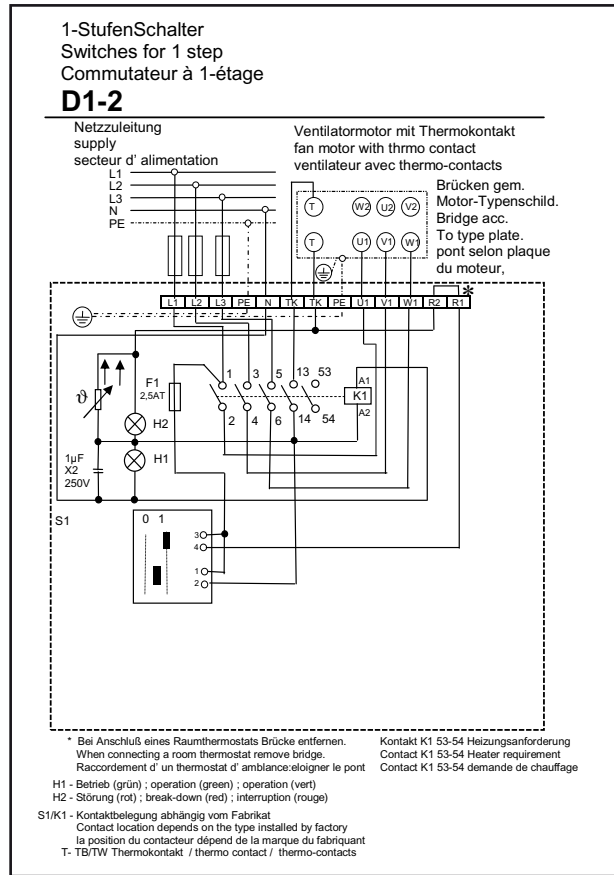 1-StufenSchalter
Switches for 1 step
Commutateur à 1-étage
D1-2
Netzzuleitung
supply
secteur d' alimentation
Ventilatormotor mit Thermokontakt
fan motor with thrmo contact
ventilateur avec thermo-contacts
L1
L2
L3
N
PE
T W2 U2 V2
T U1 V1 W1
Brücken gem.
Motor-Typenschild.
Bridge acc.
To type plate.
pont selon plaque
du moteur,
*
L1 L2 L3 PE N TK TK PE U1 V1 W1 R2 R1
F1
2,5AT
1 3 5 13 53
2 4 6 14 54
A1
K1
A2
ϑ
H2
H1
1µF
X2
250V
S1
0 1
3
4
1
2
* Bei Anschluß eines Raumthermostats Brücke entfernen.
When connecting a room thermostat remove bridge.
Raccordement d' un thermostat d' amblance:eloigner le pont
Kontakt K1 53-54 Heizungsanforderung
Contact K1 53-54 Heater requirement
Contact K1 53-54 demande de chauffage
H1 - Betrieb (grün) ; operation (green) ; operation (vert)
H2 - Störung (rot) ; break-down (red) ; interruption (rouge)
S1/K1 - Kontaktbelegung abhängig vom Fabrikat
Contact location depends on the type installed by factory
la position du contacteur dépend de la marque du fabriquant
T- TB/TW Thermokontakt / thermo contact / thermo-contacts